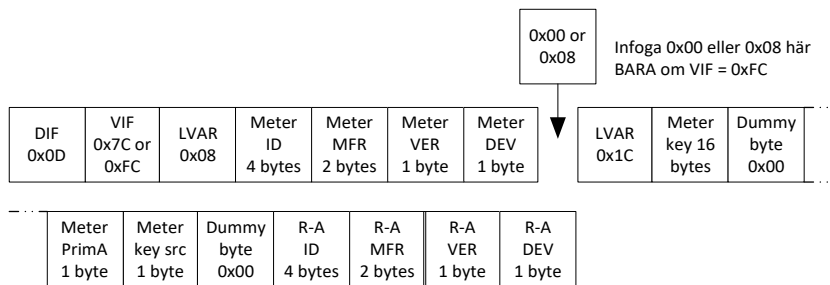 0x00 or
0x08
Infoga 0x00 eller 0x08 här
BARA om VIF = 0xFC
DIF
0x0D
VIF
0x7C or
0xFC
LVAR
0x08
Meter
ID
4 bytes
Meter
MFR
2 bytes
Meter
VER
1 byte
Meter
DEV
1 byte
LVAR
0x1C
Meter
key 16
bytes
Dummy
byte
0x00
Meter
PrimA
1 byte
Meter
key src
1 byte
Dummy
byte
0x00
R-A
ID
4 bytes
R-A
MFR
2 bytes
R-A
VER
1 byte
R-A
DEV
1 byte